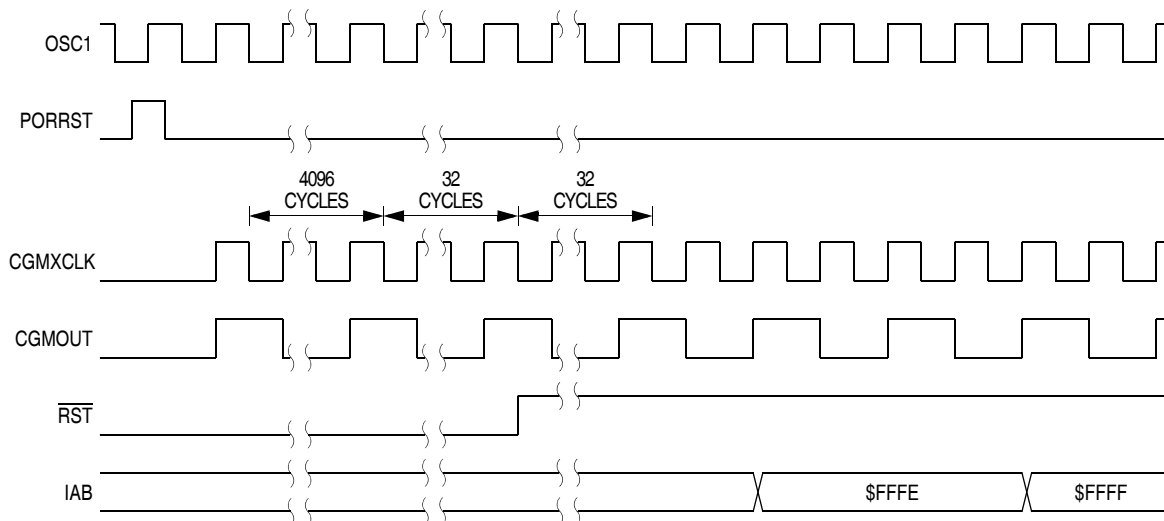 OSC1
PORRST
4096
CYCLES
32
CYCLES
32
CYCLES
CGMXCLK
CGMOUT
RST
IAB
$FFFE
$FFFF